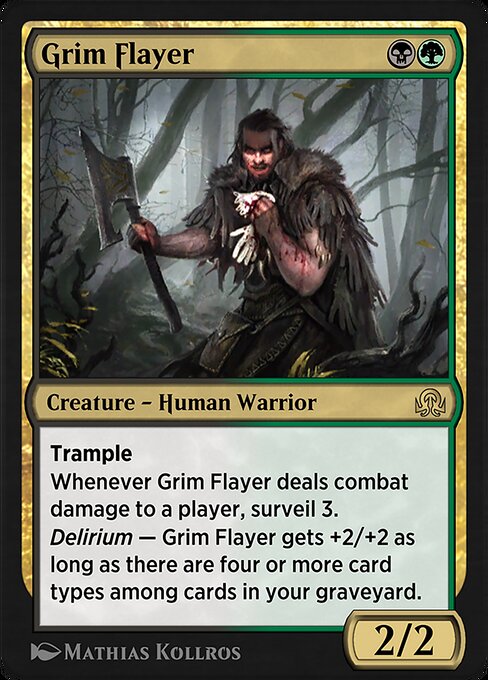 Grim Flayer
Creature – Human Warrior
Trample
Whenever Grim Flayer deals combat
damage to a player, surveil 3.
Delirium — Grim Flayer gets +2/+2 as
long as there are four or more card
types among cards in your graveyard.
2/2
Mathias Kollros